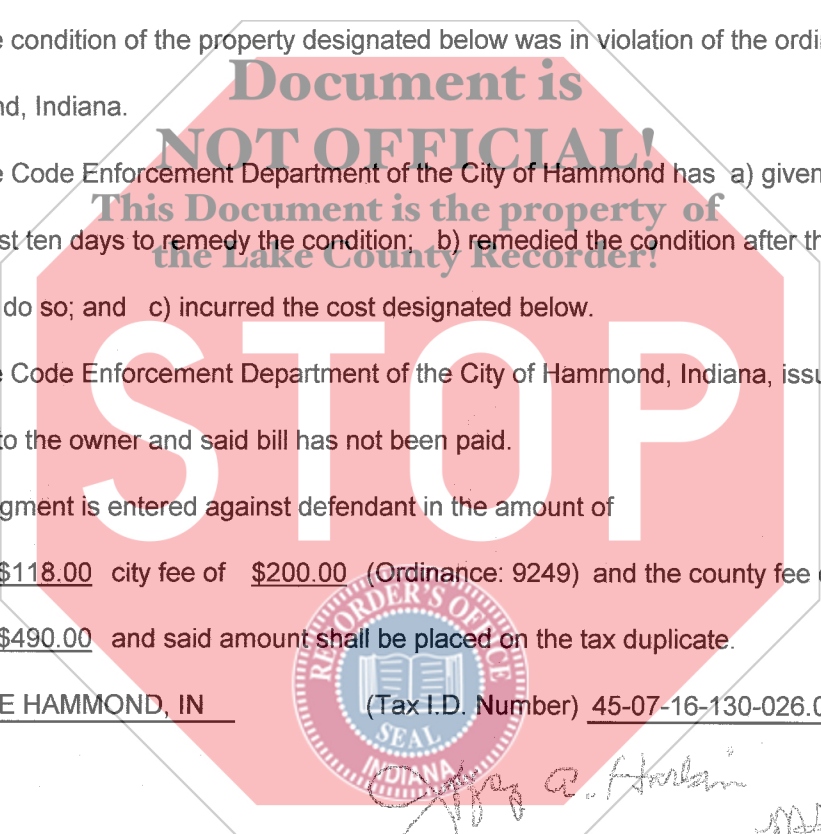 e condition of the property designated below was in violation of the ordi
Document is
nd, Indiana.
NOT OFFICIAL!
e Code Enforcement Department of the City of Hammond has a) given
This Document is the property of
st ten days to remedy the condition; b) remedied the condition after th
the Lake County Recorder!
do so; and c) incurred the cost designated below.
STOP
e Code Enforcement Department of the City of Hammond, Indiana, issu
to the owner and said bill has not been paid.
gment is entered against defendant in the amount of
$118.00 city fee of $200.00 (Ordinance: 9249) and the county fee
$490.00 and said amount shall be placed on the tax duplicate.
RECORDER'S OFFICE
E HAMMOND, IN (Tax I.D. Number) 45-07-16-130-026.0
SEAL
INDIANA
a. Harkin